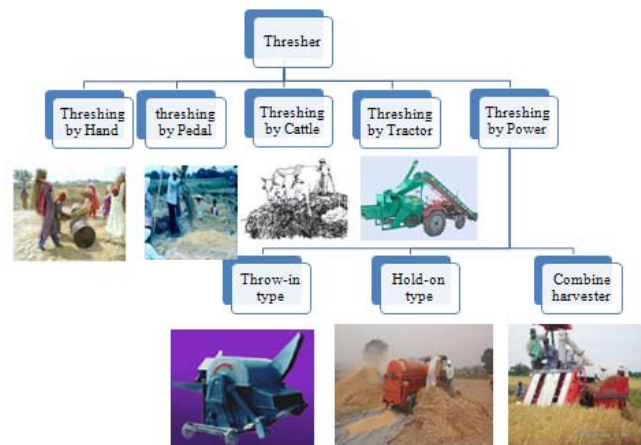 Thresher
Threshing
by Hand
threshing
by Pedal
Threshing
by Cattle
Threshing
by Tractor
Threshing
by Power
Throw-in
type
Hold-on
type
Combine
harvester